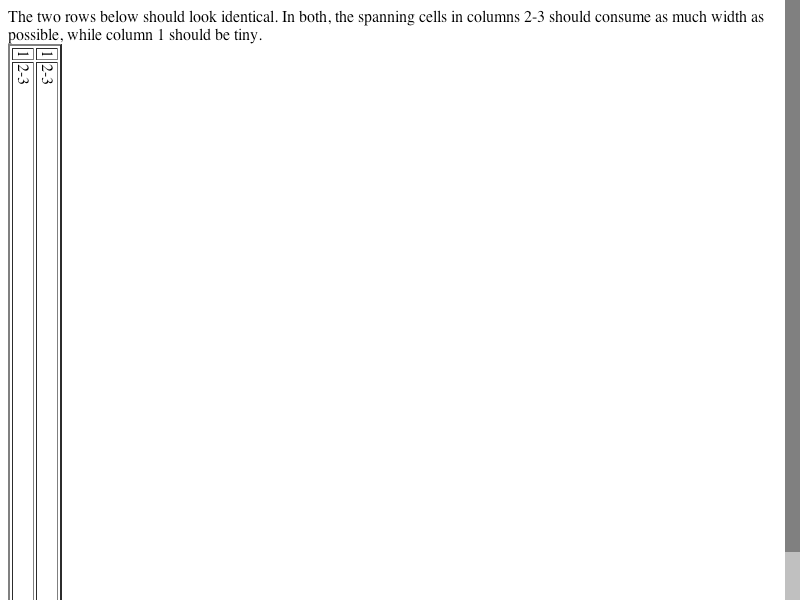 The two rows below should look identical. In both, the spanning cells in columns 2-3 should consume as much width as
possible, while column 1 should be tiny.
1 2-3
1 2-3